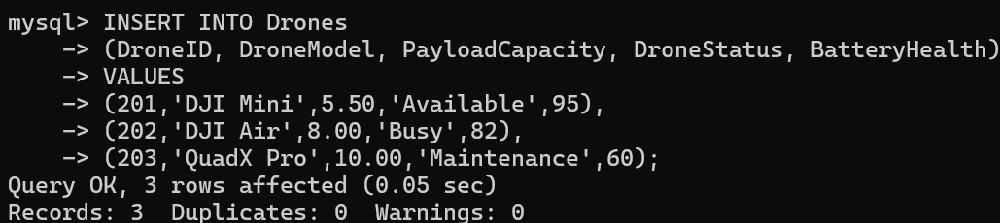 mysql> INSERT INTO Drones
    -> (DroneID, DroneModel, PayloadCapacity, DroneStatus, BatteryHealth)
    -> VALUES
    -> (201,'DJI Mini',5.50,'Available',95),
    -> (202,'DJI Air',8.00,'Busy',82),
    -> (203,'QuadX Pro',10.00,'Maintenance',60);
Query OK, 3 rows affected (0.05 sec)
Records: 3  Duplicates: 0  Warnings: 0